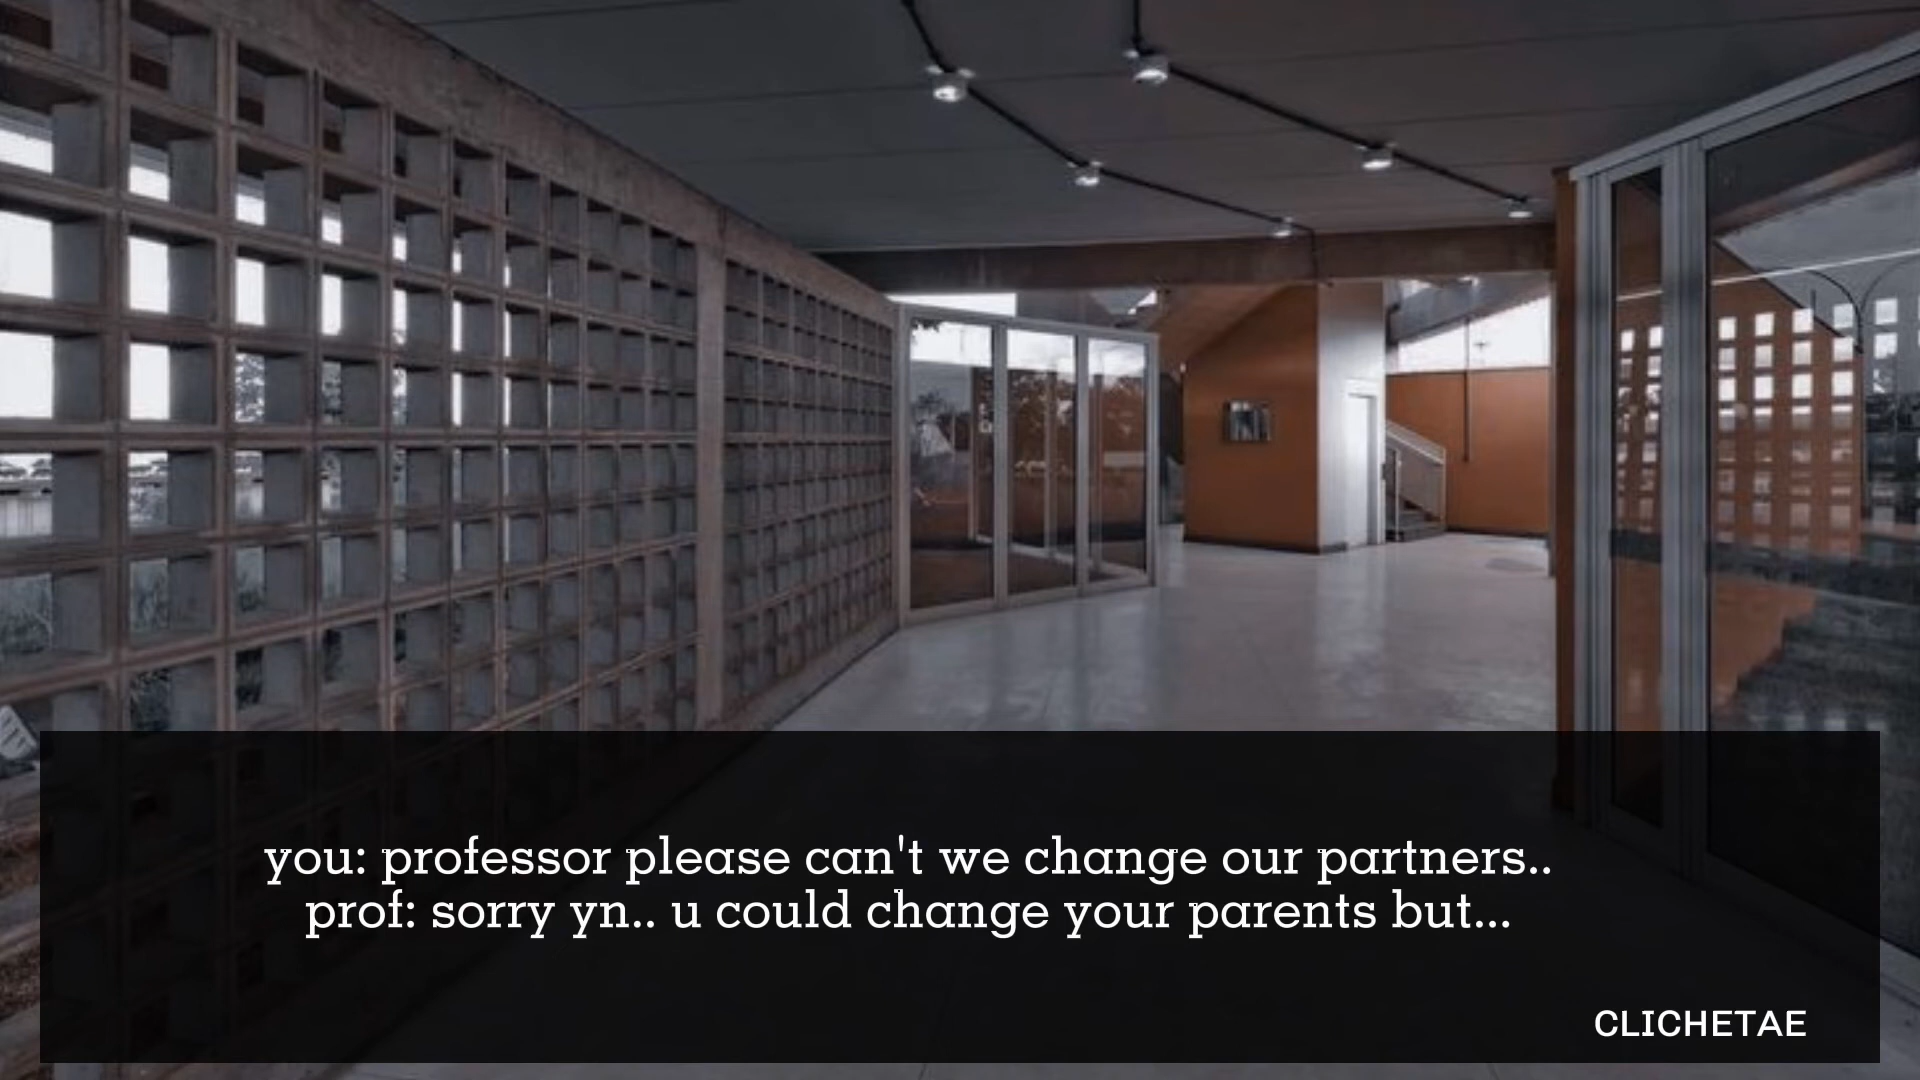 you: professor please can't we change our partners..
prof: sorry yn.. u could change your parents but...
CLICHETAE